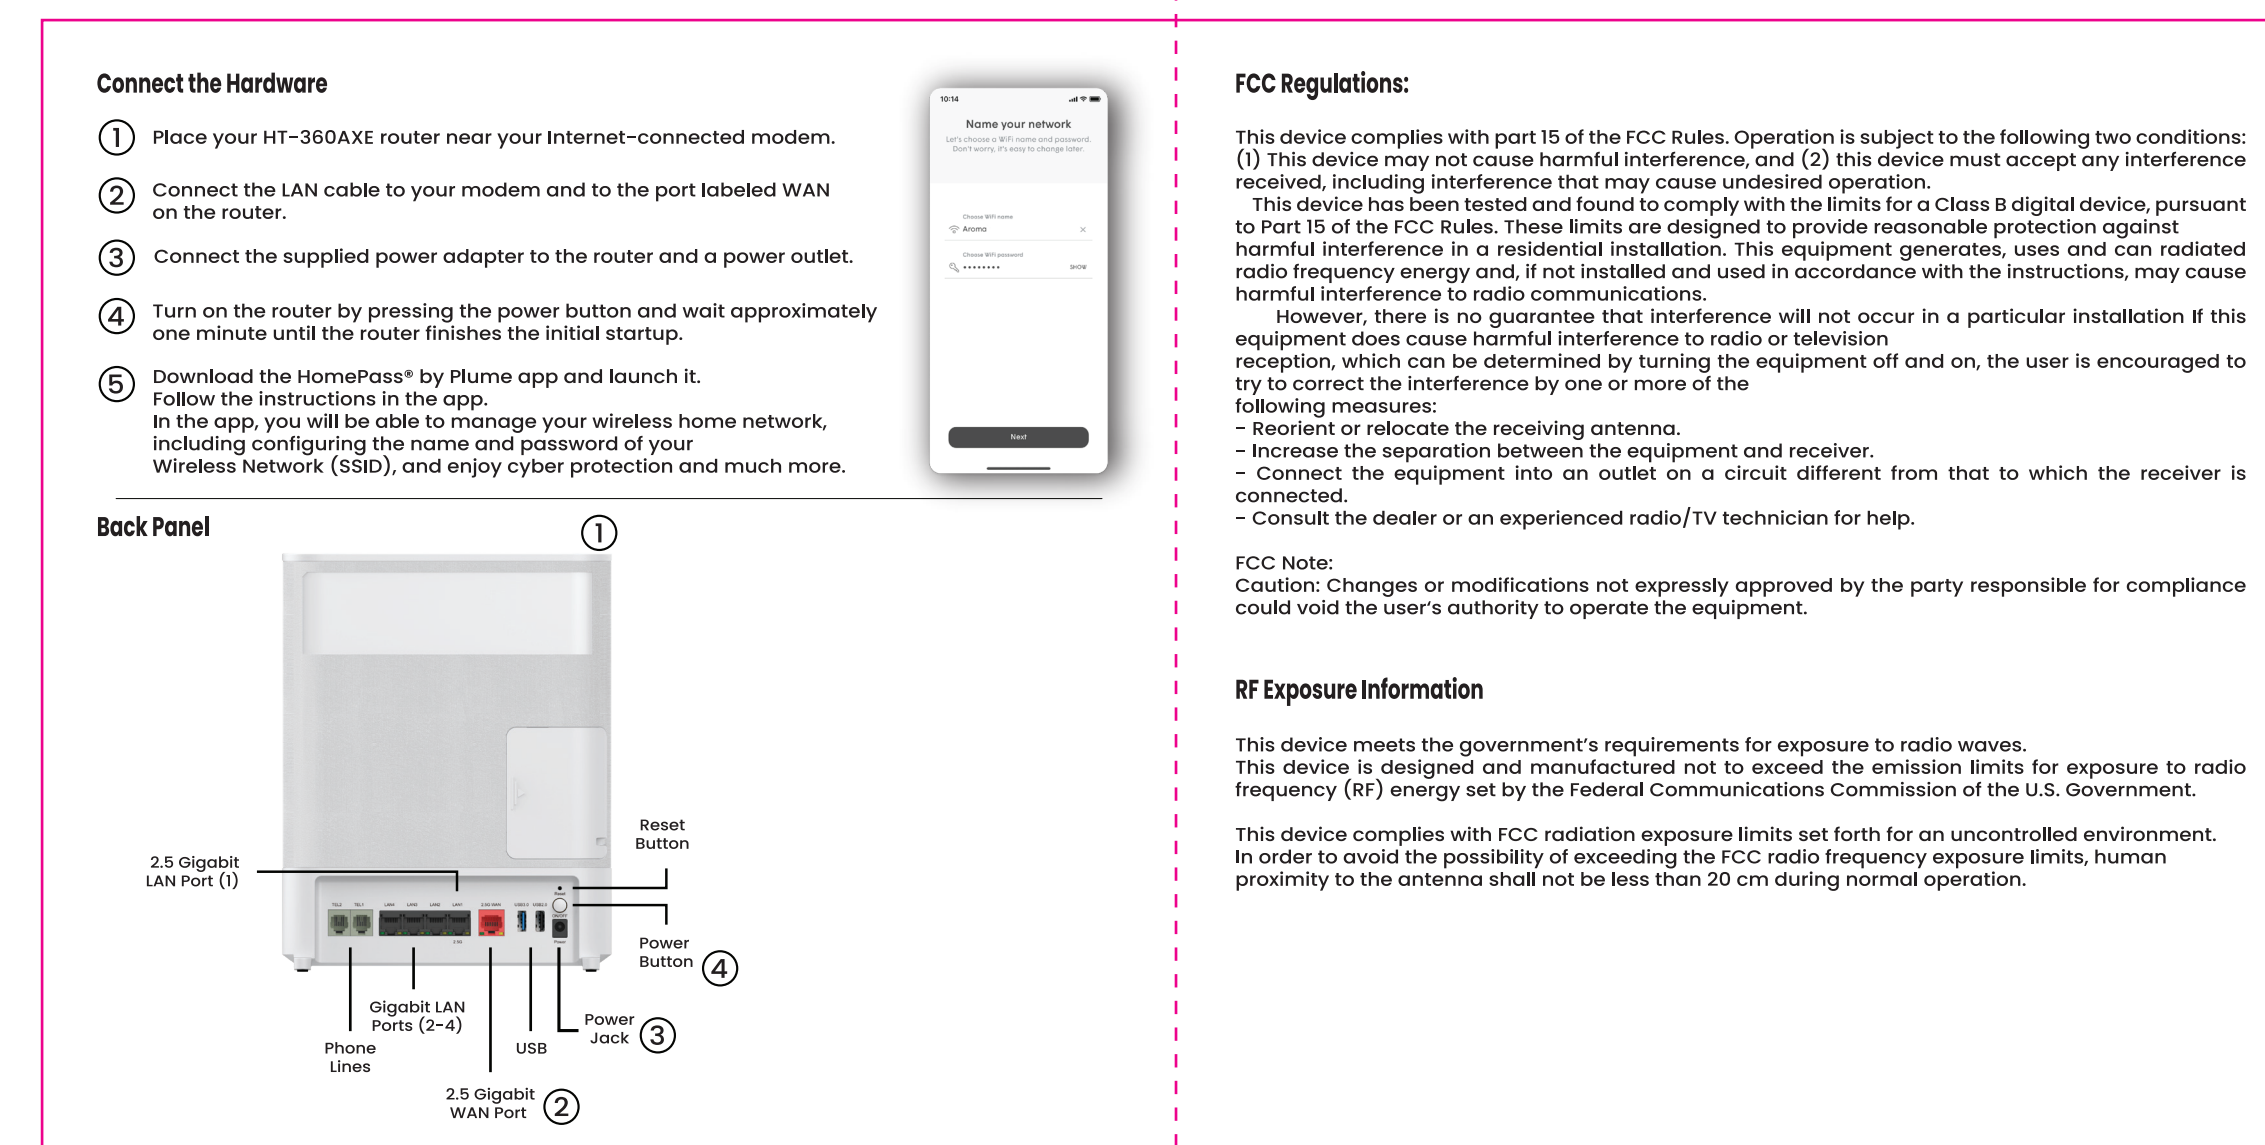 Connect the Hardware
1 Place your HT-360AXE router near your Internet-connected modem.
2 Connect the LAN cable to your modem and to the port labeled WAN
on the router.
3 Connect the supplied power adapter to the router and a power outlet.
4 Turn on the router by pressing the power button and wait approximately
one minute until the router finishes the initial startup.
5 Download the HomePass® by Plume app and launch it.
Follow the instructions in the app.
In the app, you will be able to manage your wireless home network,
including configuring the name and password of your
Wireless Network (SSID), and enjoy cyber protection and much more.
10:14
Name your network
Let's choose a WiFi name and password.
Don't worry, it's easy to change later.
Choose WiFi name
Aroma
Choose WiFi password
•••••••• SHOW
Next
Back Panel
1
Reset
Button
2.5 Gigabit
LAN Port (1)
Reset
TEL2 TEL1 LAN4 LAN3 LAN2 LAN1 2.5G WAN USB3.0 USB2.0
ON/OFF
2.5G
Power
Power
Button 4
Gigabit LAN
Ports (2-4)
Power
Jack 3
Phone
Lines
USB
2.5 Gigabit
WAN Port 2
FCC Regulations:
This device complies with part 15 of the FCC Rules. Operation is subject to the following two conditions:
(1) This device may not cause harmful interference, and (2) this device must accept any interference
received, including interference that may cause undesired operation.
This device has been tested and found to comply with the limits for a Class B digital device, pursuant
to Part 15 of the FCC Rules. These limits are designed to provide reasonable protection against
harmful interference in a residential installation. This equipment generates, uses and can radiated
radio frequency energy and, if not installed and used in accordance with the instructions, may cause
harmful interference to radio communications.
However, there is no guarantee that interference will not occur in a particular installation If this
equipment does cause harmful interference to radio or television
reception, which can be determined by turning the equipment off and on, the user is encouraged to
try to correct the interference by one or more of the
following measures:
- Reorient or relocate the receiving antenna.
- Increase the separation between the equipment and receiver.
- Connect the equipment into an outlet on a circuit different from that to which the receiver is
connected.
- Consult the dealer or an experienced radio/TV technician for help.
FCC Note:
Caution: Changes or modifications not expressly approved by the party responsible for compliance
could void the user's authority to operate the equipment.
RF Exposure Information
This device meets the government's requirements for exposure to radio waves.
This device is designed and manufactured not to exceed the emission limits for exposure to radio
frequency (RF) energy set by the Federal Communications Commission of the U.S. Government.
This device complies with FCC radiation exposure limits set forth for an uncontrolled environment.
In order to avoid the possibility of exceeding the FCC radio frequency exposure limits, human
proximity to the antenna shall not be less than 20 cm during normal operation.